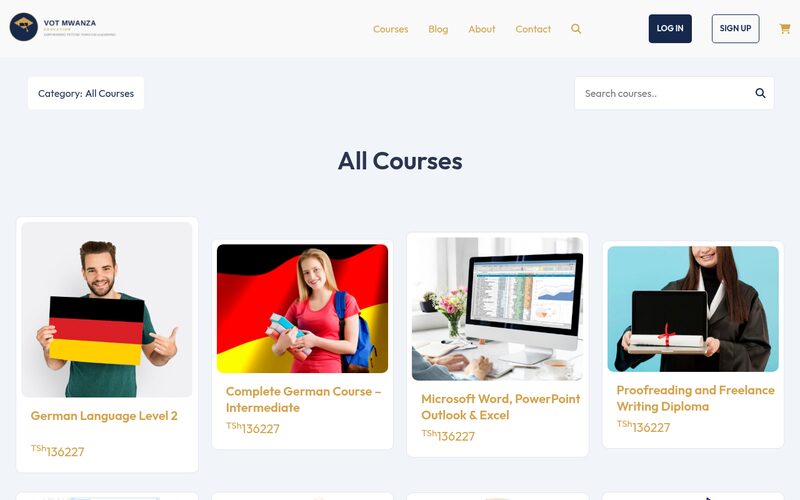 VOT MWANZA
EDUCATION
Courses
Blog
About
Contact
LOG IN
SIGN UP
Category: All Courses
Search courses..
All Courses
German Language Level 2
TSh136227
Complete German Course –
Intermediate
TSh136227
Microsoft Word, PowerPoint
Outlook & Excel
TSh136227
Proofreading and Freelance
Writing Diploma
TSh136227